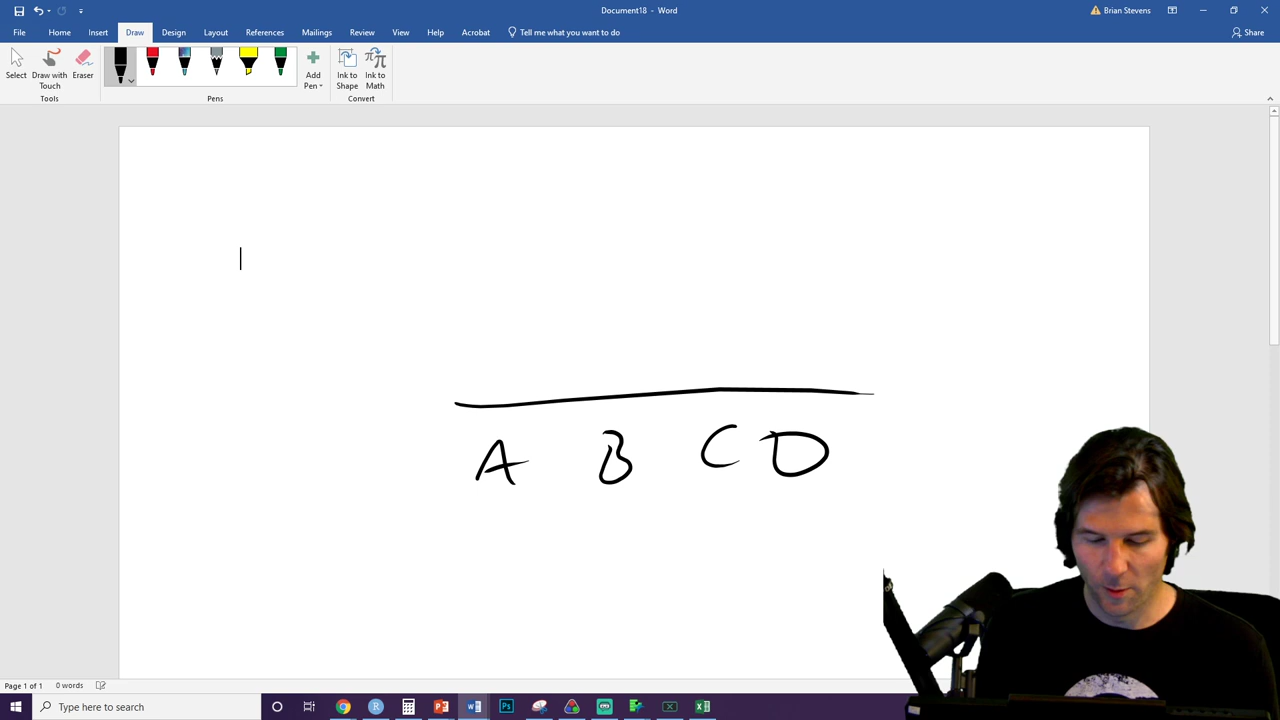 Document18 - Word
Brian Stevens
File Home Insert Draw Design Layout References Mailings Review View Help Acrobat Tell me what you want to do Share
Select Draw with Touch Eraser Add Pen Ink to Shape Ink to Math
Tools Pens Convert
A B C D
Page 1 of 1 0 words
Type here to search